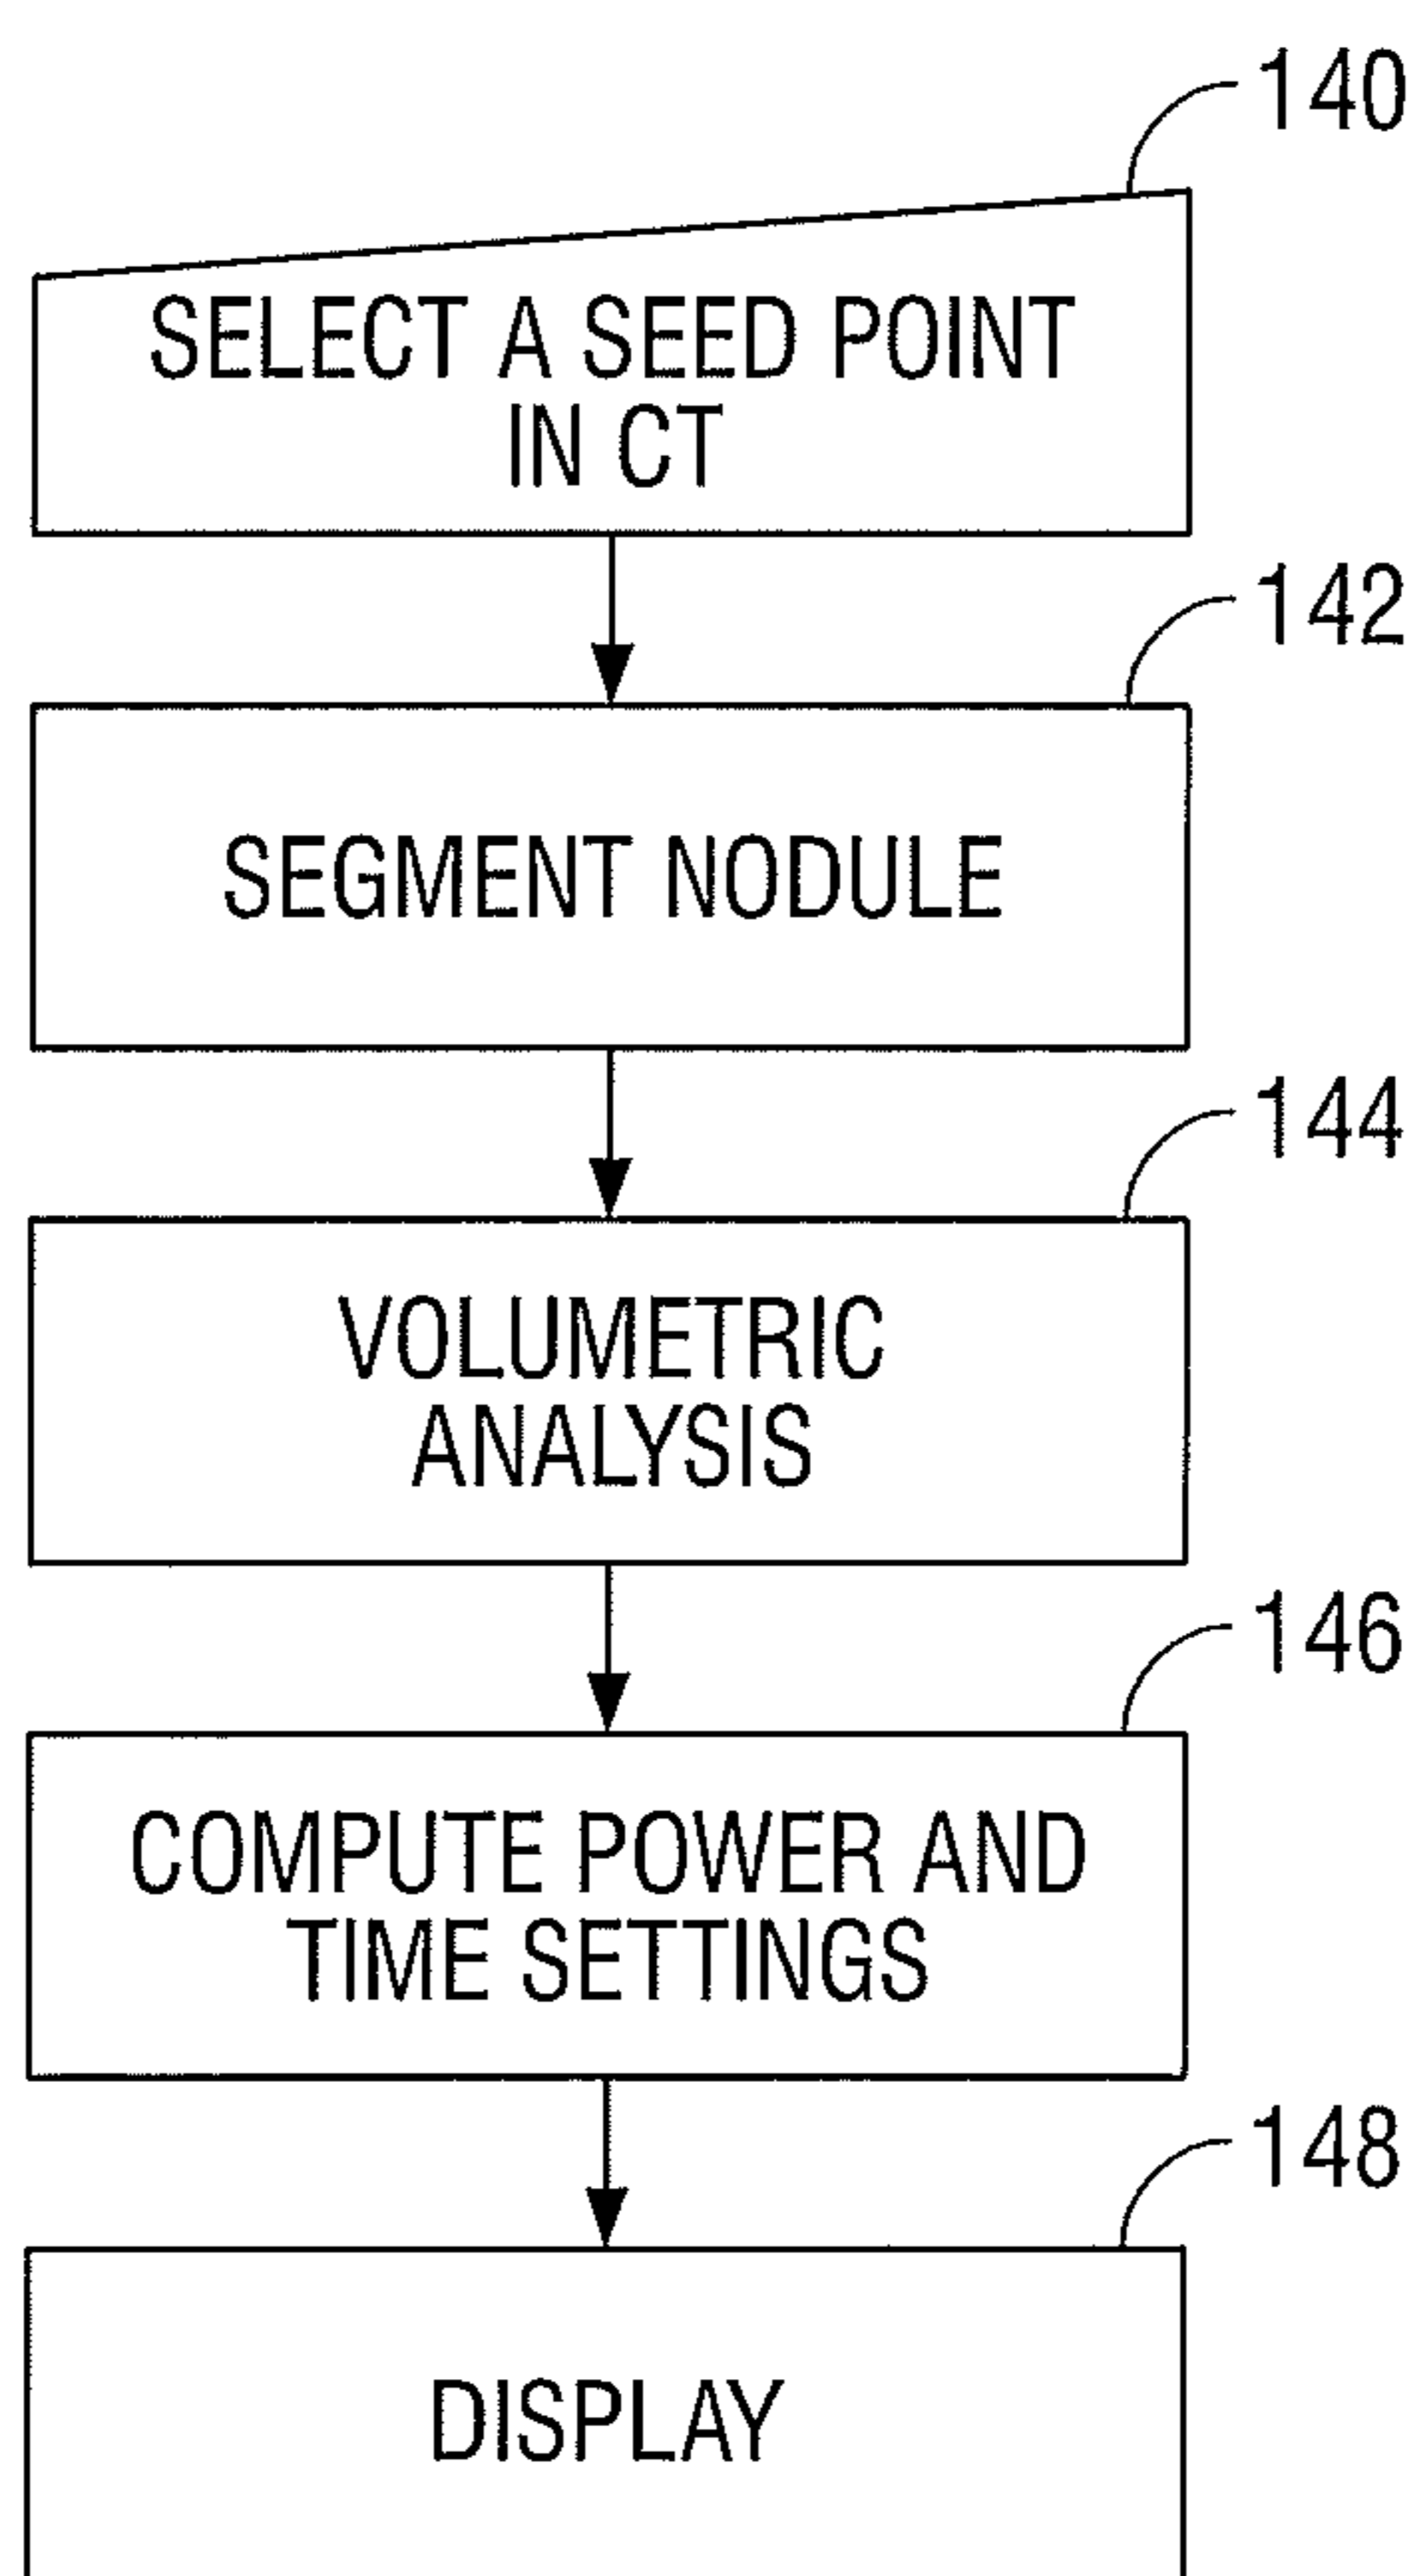 140
SELECT A SEED POINT
IN CT
142
SEGMENT NODULE
144
VOLUMETRIC
ANALYSIS
146
COMPUTE POWER AND
TIME SETTINGS
148
DISPLAY